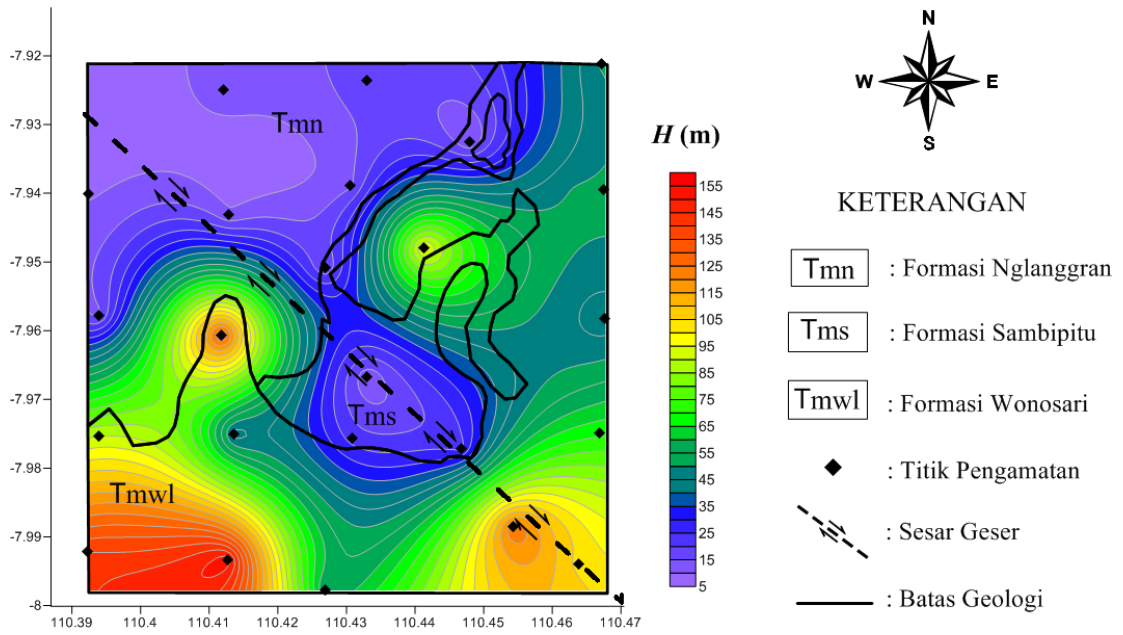 -7.92
-7.93
-7.94
-7.95
-7.96
-7.97
-7.98
-7.99
-8
110.39 110.4 110.41 110.42 110.43 110.44 110.45 110.46 110.47
Tmn
Tms
Tmwl
H (m)
155
145
135
125
115
105
95
85
75
65
55
45
35
25
15
5
N
W E
S
KETERANGAN
Tmn : Formasi Nglanggran
Tms : Formasi Sambipitu
Tmwl : Formasi Wonosari
: Titik Pengamatan
: Sesar Geser
: Batas Geologi